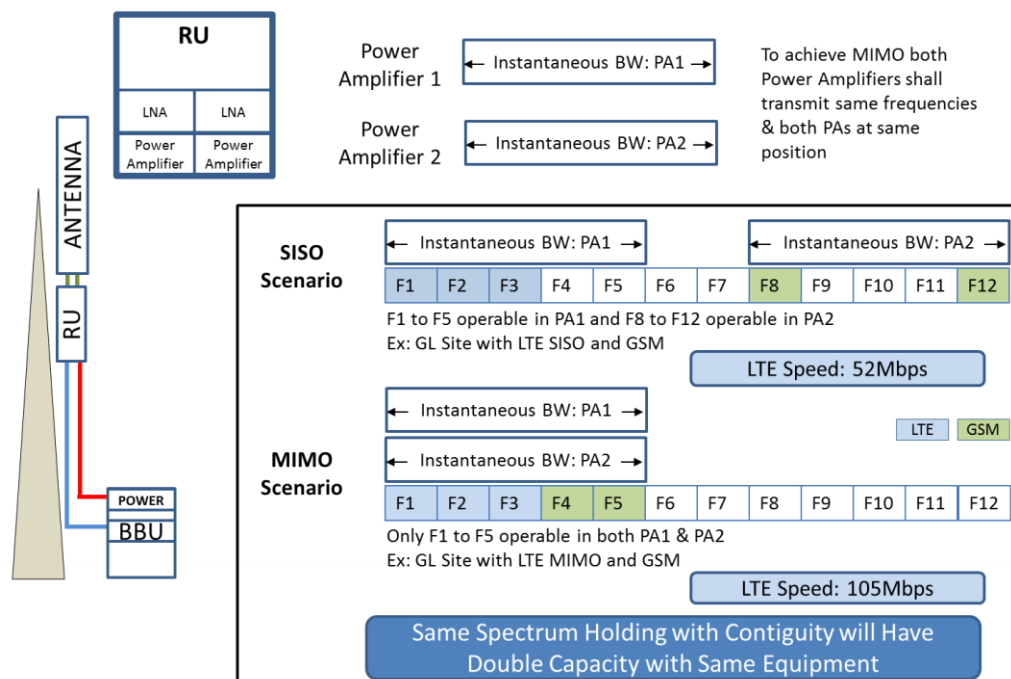 RU
LNA
LNA
Power
Amplifier
Power
Amplifier
Power
Amplifier 1
Instantaneous BW: PA1
Power
Amplifier 2
Instantaneous BW: PA2
To achieve MIMO both
Power Amplifiers shall
transmit same frequencies
& both PAs at same
position
ANTENNA
RU
POWER
BBU
SISO
Scenario
Instantaneous BW: PA1
Instantaneous BW: PA2
F1 F2 F3 F4 F5 F6 F7 F8 F9 F10 F11 F12
F1 to F5 operable in PA1 and F8 to F12 operable in PA2
Ex: GL Site with LTE SISO and GSM
LTE Speed: 52Mbps
MIMO
Scenario
Instantaneous BW: PA1
Instantaneous BW: PA2
LTE GSM
F1 F2 F3 F4 F5 F6 F7 F8 F9 F10 F11 F12
Only F1 to F5 operable in both PA1 & PA2
Ex: GL Site with LTE MIMO and GSM
LTE Speed: 105Mbps
Same Spectrum Holding with Contiguity will Have
Double Capacity with Same Equipment